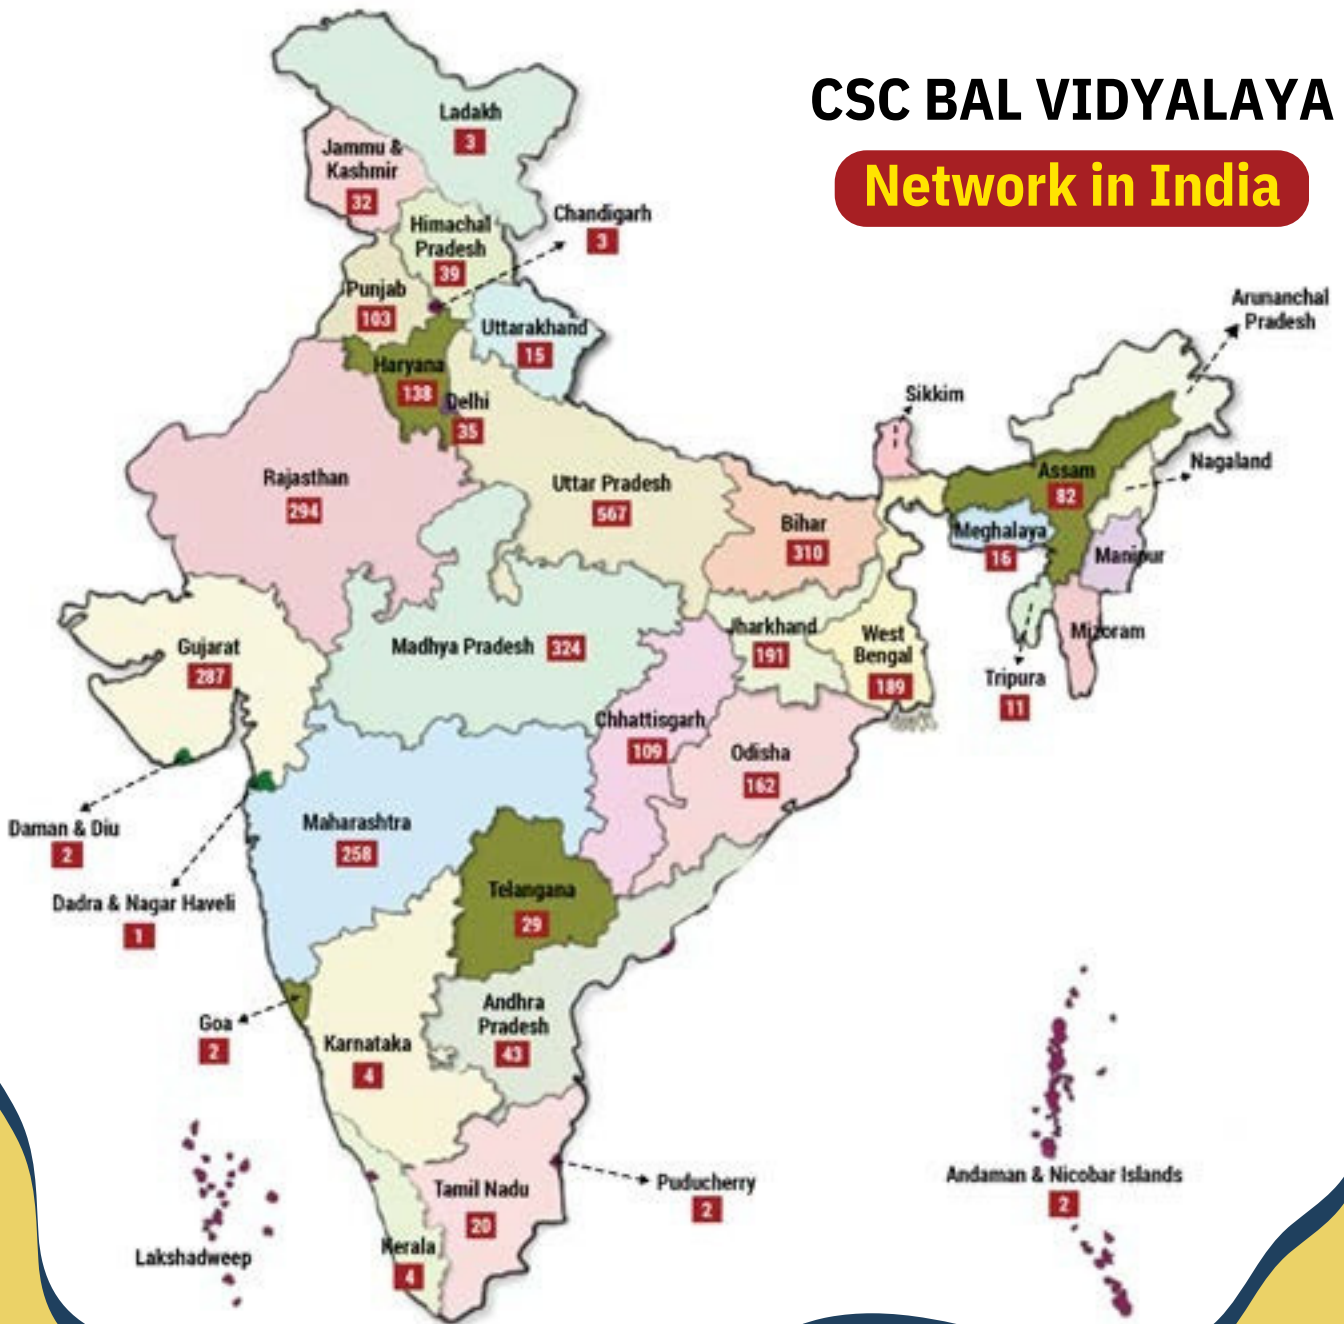 CSC BAL VIDYALAYA
Network in India
Ladakh
3
Jammu &
Kashmir
32
Himachal
Pradesh
39
Chandigarh
3
Punjab
103
Uttarakhand
15
Haryana
138
Delhi
35
Arunanchal
Pradesh
Sikkim
Nagaland
Assam
82
Meghalaya
16
Manipur
Mizoram
Tripura
11
Rajasthan
294
Uttar Pradesh
567
Bihar
310
Gujarat
287
Madhya Pradesh 324
Jharkhand
191
West
Bengal
189
Chhattisgarh
109
Odisha
162
Daman & Diu
2
Dadra & Nagar Haveli
1
Maharashtra
258
Telangana
29
Goa
2
Karnataka
4
Andhra
Pradesh
43
Lakshadweep
Kerala
4
Tamil Nadu
20
Puducherry
2
Andaman & Nicobar Islands
2